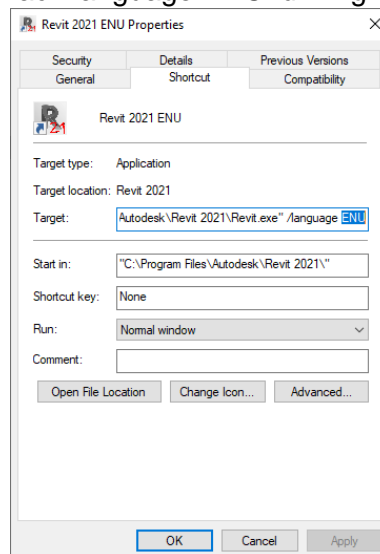 Revit 2021 ENU Properties
Security Details Previous Versions
General Shortcut Compatibility
Revit 2021 ENU
Target type: Application
Target location: Revit 2021
Target: Autodesk\Revit 2021\Revit.exe" /language ENU
Start in: "C:\Program Files\Autodesk\Revit 2021\"
Shortcut key: None
Run: Normal window
Comment:
Open File Location Change Icon... Advanced...
OK Cancel Apply